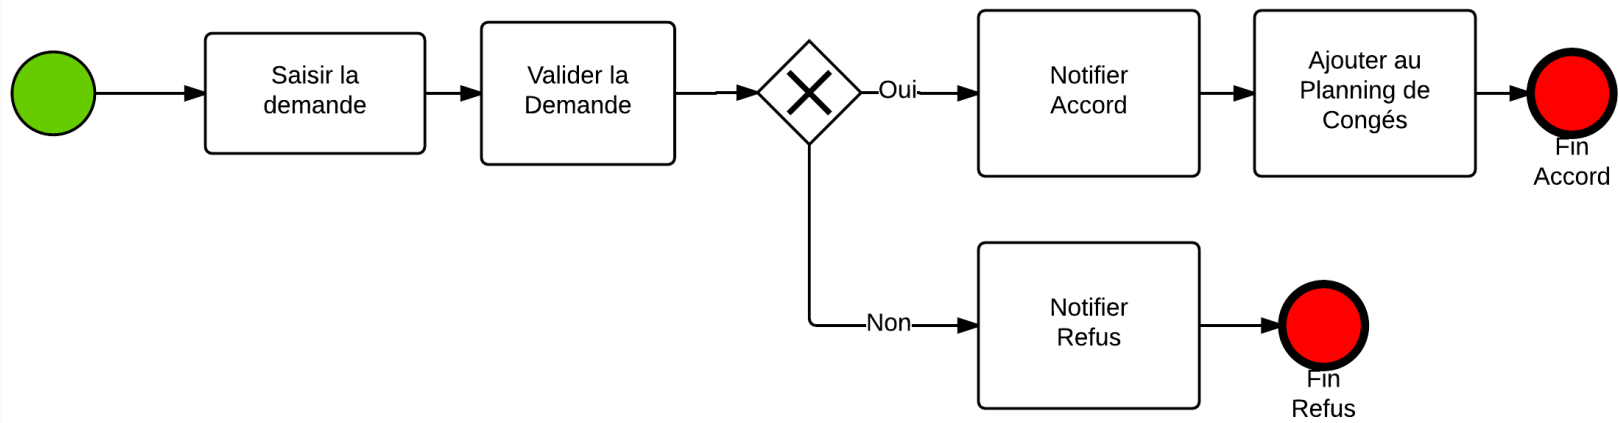 Saisir la
demande
Valider la
Demande
Oui
Notifier
Accord
Ajouter au
Planning de
Congés
Fin
Accord
Non
Notifier
Refus
Fin
Refus